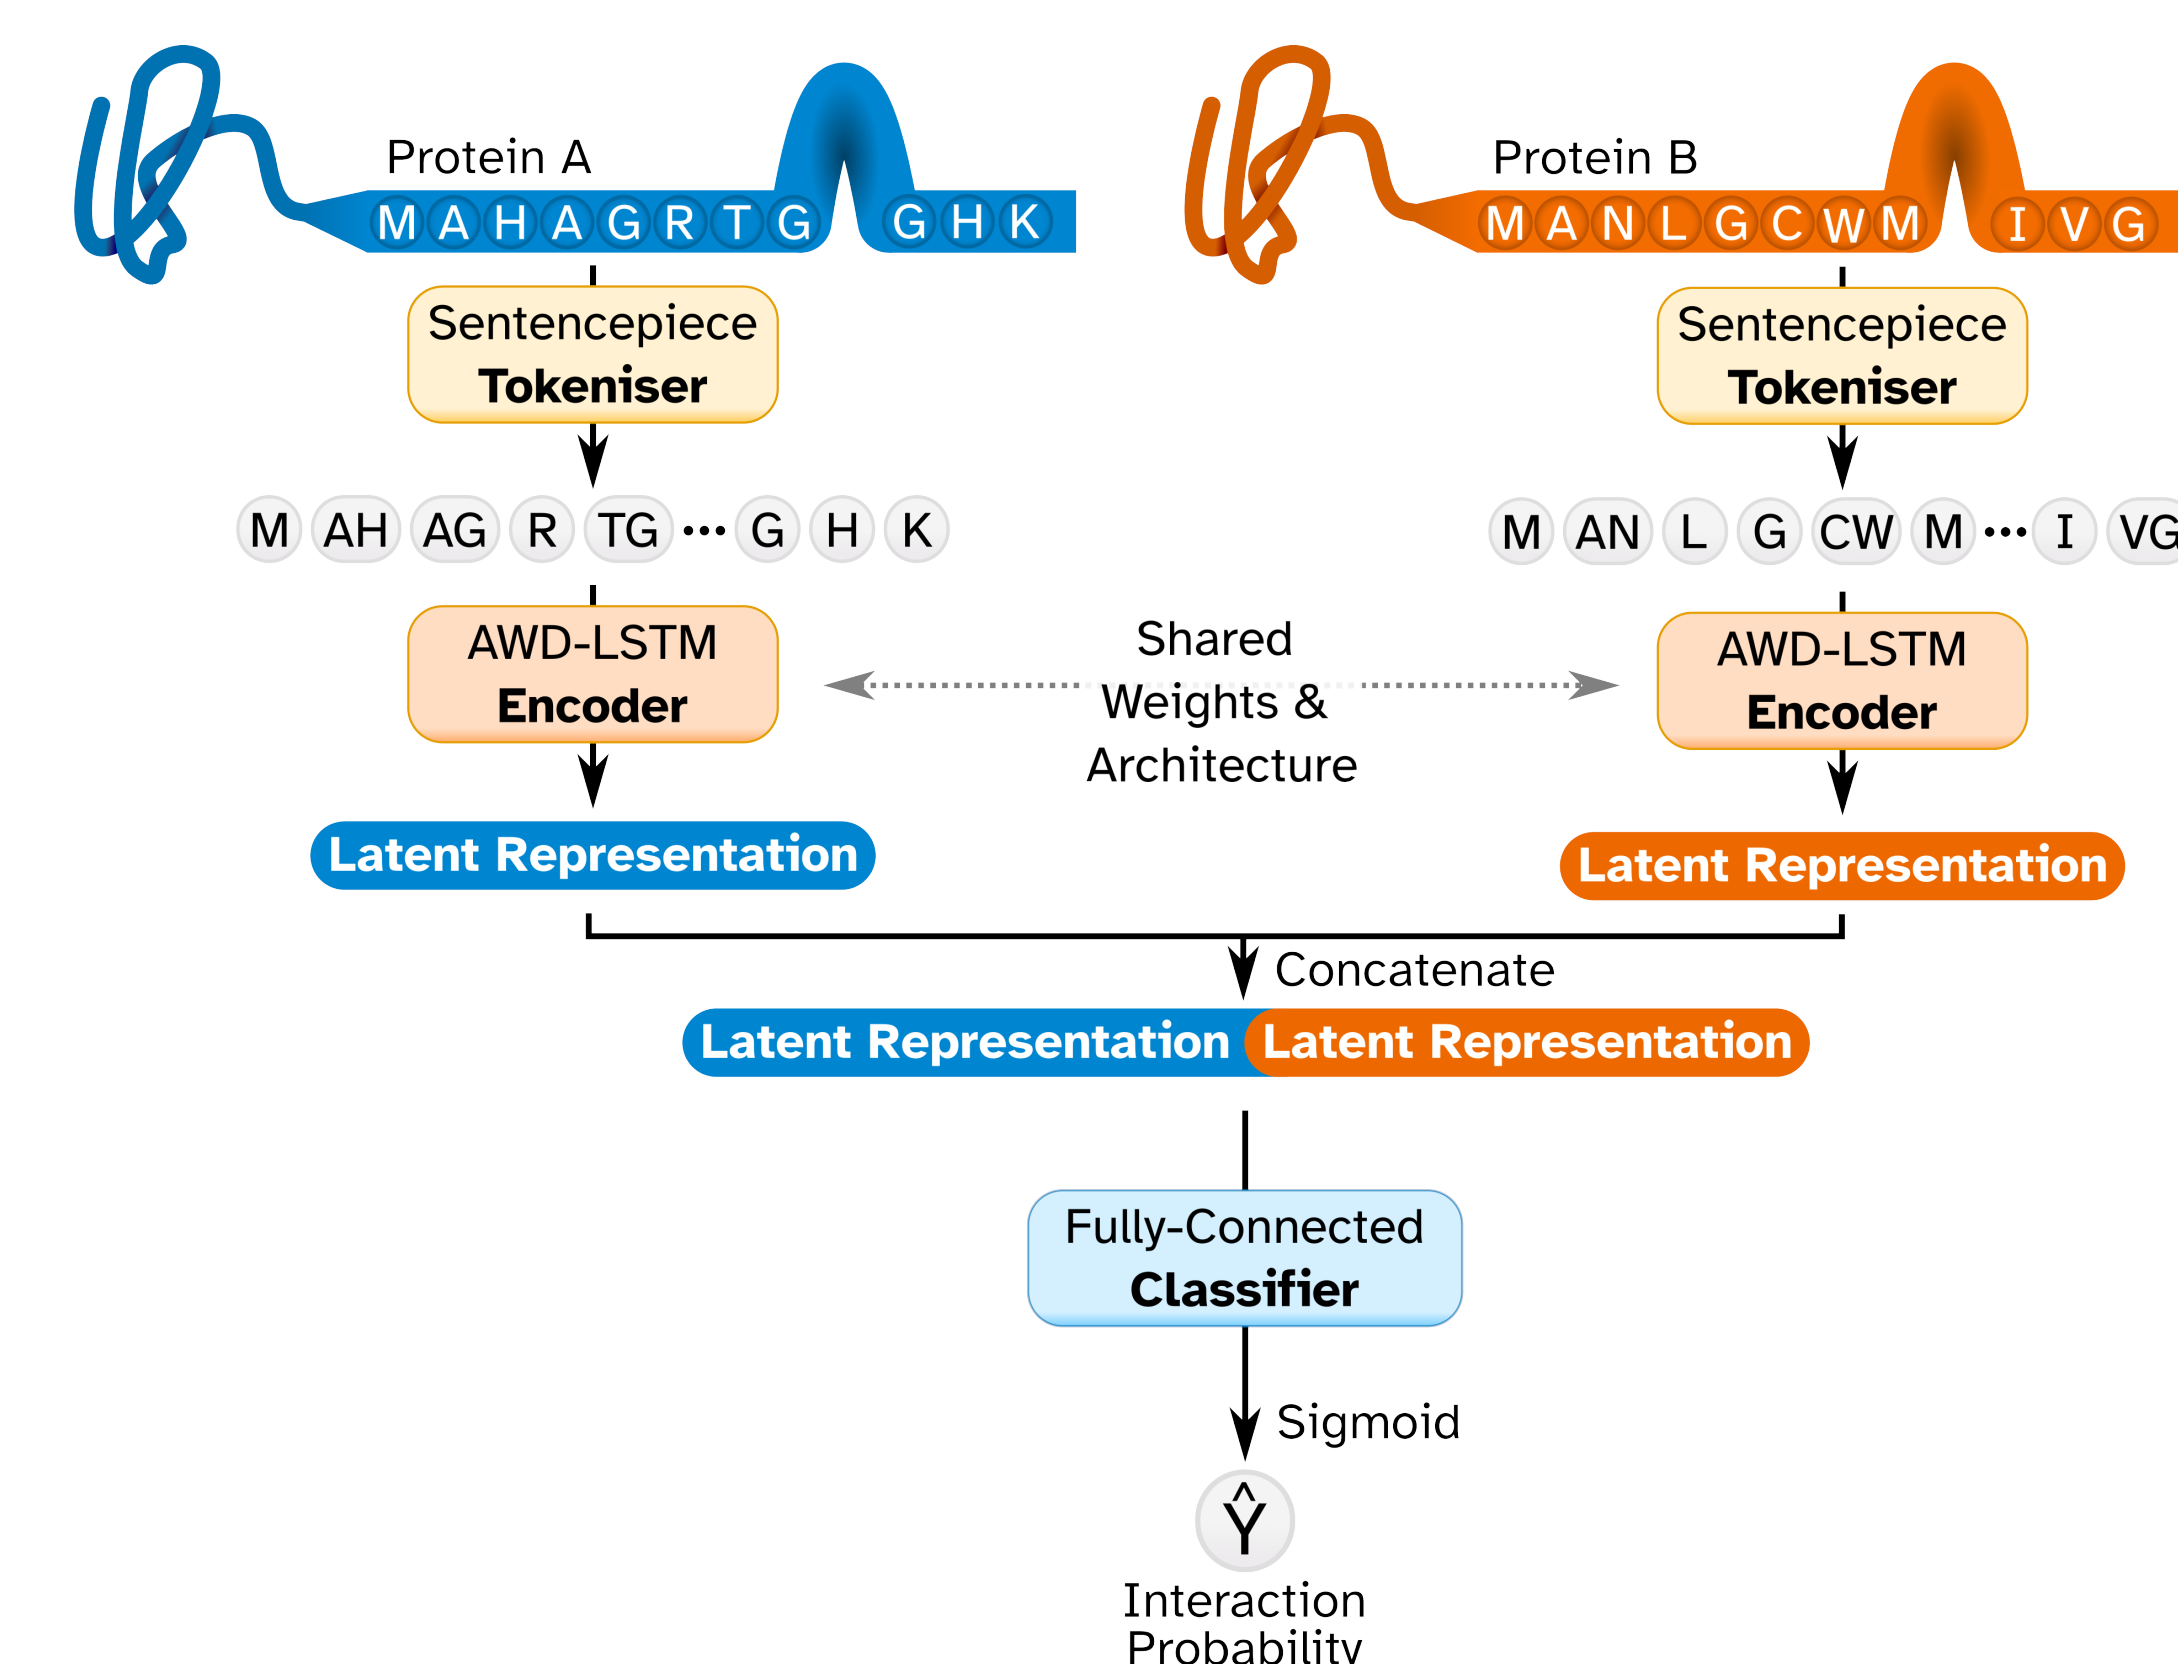 Protein A
Protein B
M A H A G R T G G H K
M A N L G C W M I V G
Sentencepiece
Tokeniser
Sentencepiece
Tokeniser
M AH AG R TG ••• G H K
M AN L G CW M ••• I VG
AWD-LSTM
Encoder
Shared
Weights &
Architecture
AWD-LSTM
Encoder
Latent Representation
Latent Representation
Concatenate
Latent Representation Latent Representation
Fully-Connected
Classifier
Sigmoid
Ŷ
Interaction
Probability